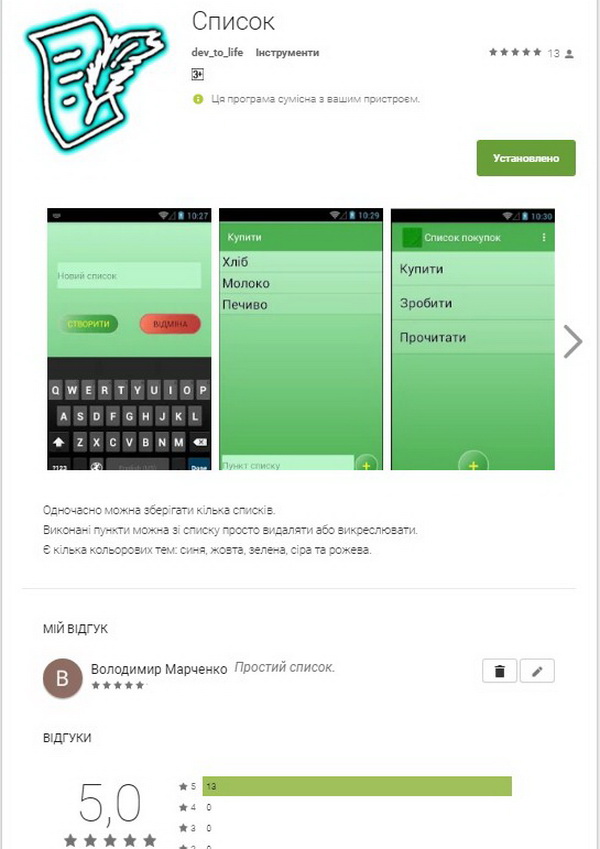 Список
dev_to_life Інструменти
13
3+
Ця програма сумісна з вашим пристроєм.
Установлено
10:27
Новий список
СТВОРИТИ
ВІДМІНА
Q W E R T Y U I O P
A S D F G H J K L
Z X C V B N M
?123
Done
10:29
Купити
Хліб
Молоко
Печиво
Пункт списку
+
10:30
Список покупок
Купити
Зробити
Прочитати
+
Одночасно можна зберігати кілька списків.
Виконані пункти можна зі списку просто видаляти або викреслювати.
Є кілька кольорових тем: синя, жовта, зелена, сіра та рожева.
МІЙ ВІДГУК
В
Володимир Марченко Простий список.
ВІДГУКИ
5,0
5 13
4 0
3 0